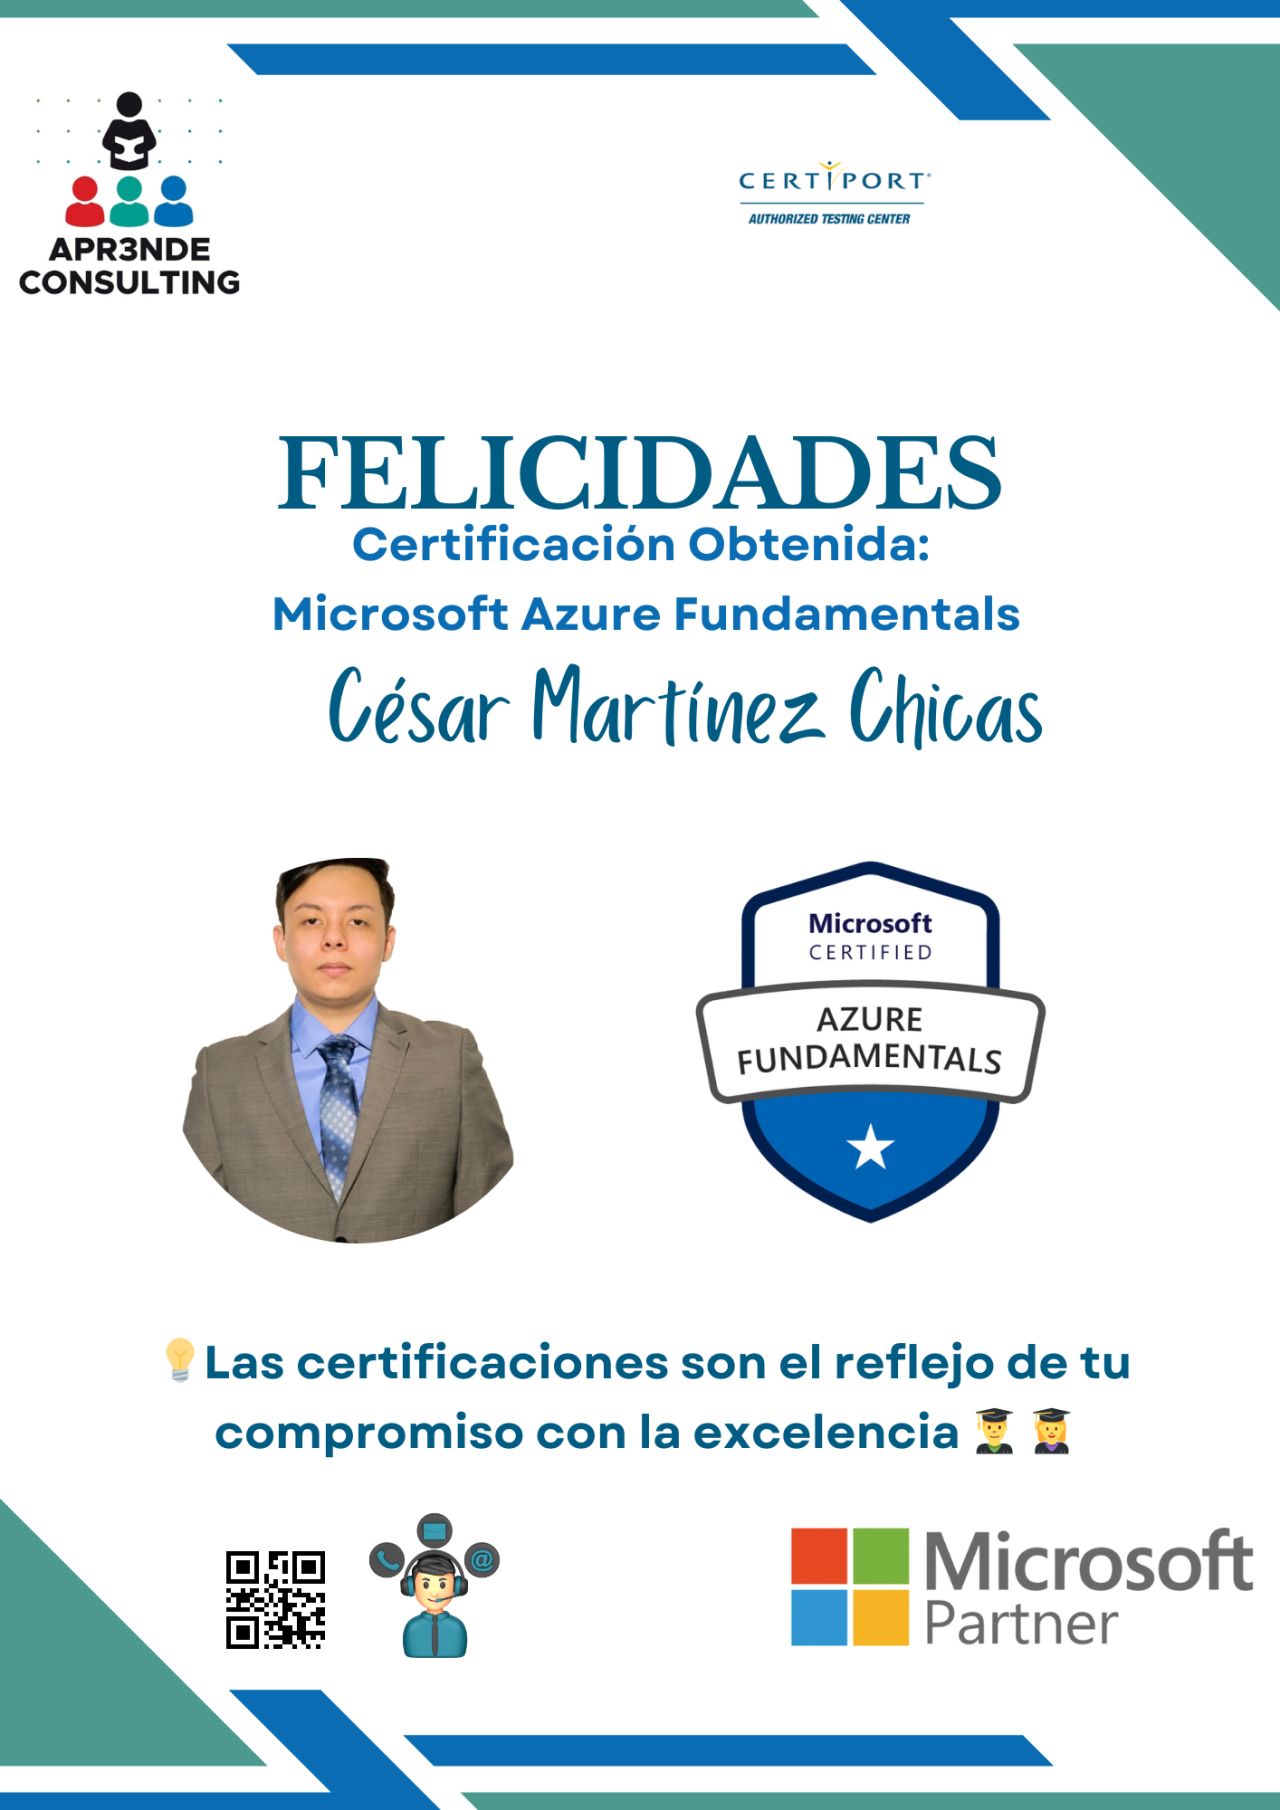 APR3NDE
CONSULTING
CERTIPORT®
AUTHORIZED TESTING CENTER
FELICIDADES
Certificación Obtenida:
Microsoft Azure Fundamentals
César Martínez Chicas
Microsoft
CERTIFIED
AZURE
FUNDAMENTALS
💡Las certificaciones son el reflejo de tu
compromiso con la excelencia 👨‍🎓 👩‍🎓
@
Microsoft
Partner